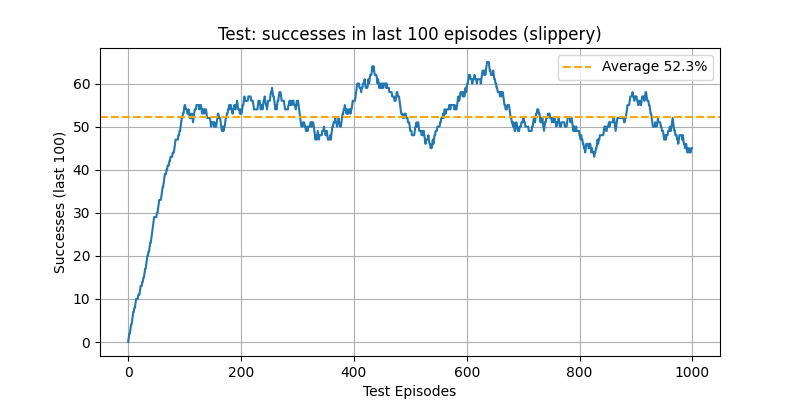 Test: successes in last 100 episodes (slippery)
Average 52.3%
Successes (last 100)
60
50
40
30
20
10
0
0 200 400 600 800 1000
Test Episodes